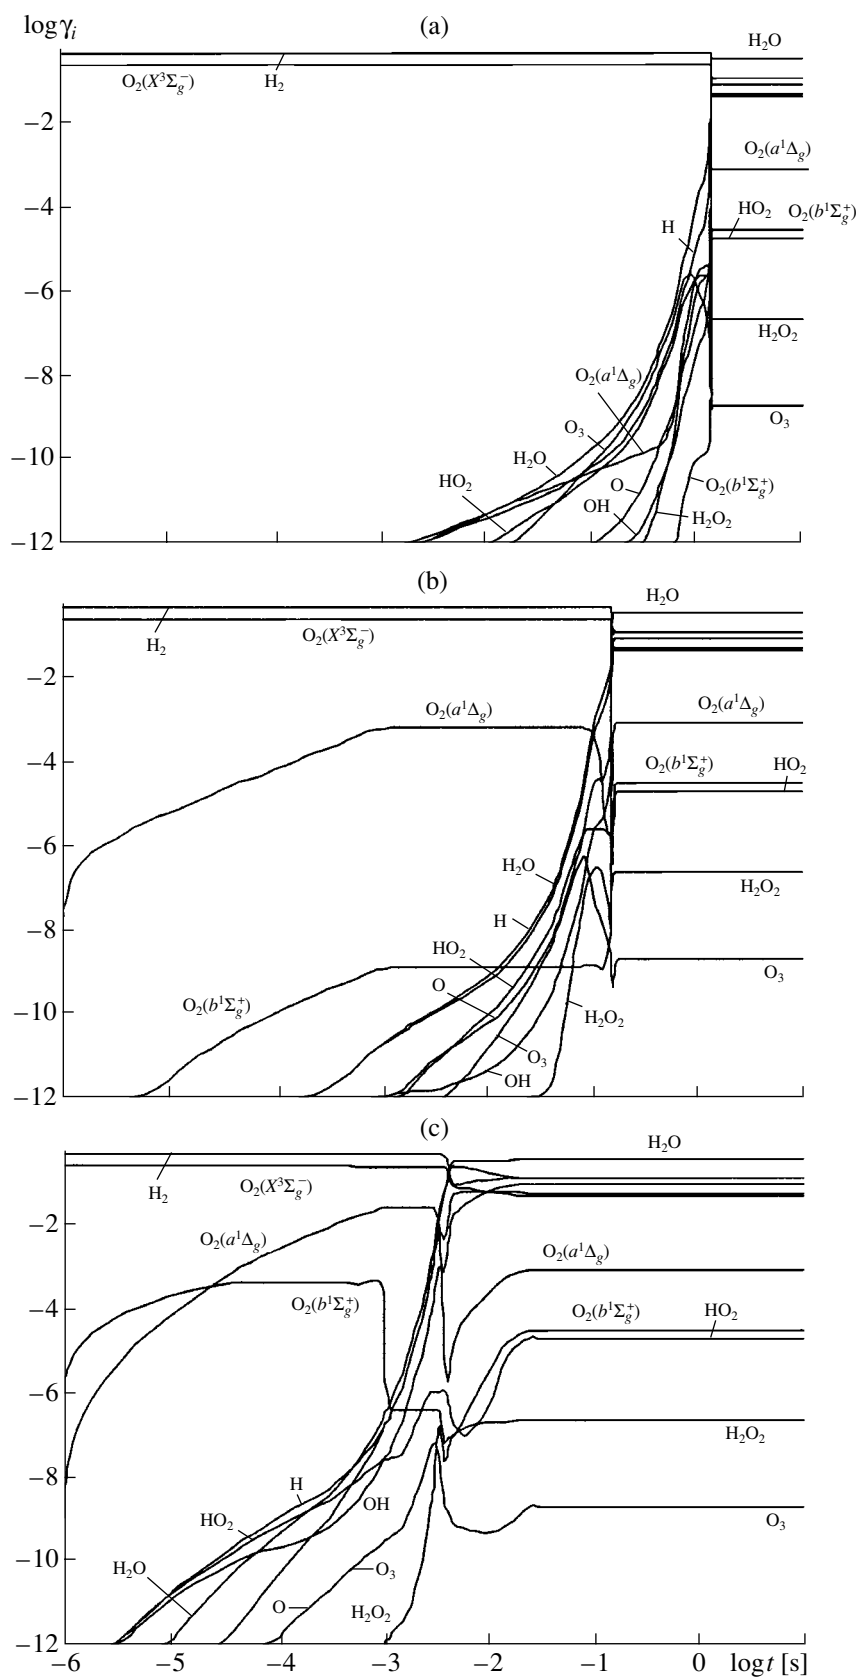 (a)
log γᵢ
H₂O
O₂(X³Σg⁻)
H₂
−2
O₂(a¹Δg)
−4
HO₂
O₂(b¹Σg⁺)
H
−6
H₂O₂
−8
O₂(a¹Δg)
O₃
O₃
−10
H₂O
HO₂
O
O₂(b¹Σg⁺)
OH
H₂O₂
−12
(b)
H₂O
O₂(X³Σg⁻)
H₂
−2
O₂(a¹Δg)
O₂(a¹Δg)
−4
O₂(b¹Σg⁺)
HO₂
−6
H₂O
H₂O₂
−8
H
HO₂
O₃
O
O₂(b¹Σg⁺)
−10
H₂O₂
O₃
OH
−12
(c)
H₂O
O₂(X³Σg⁻)
H₂
−2
O₂(a¹Δg)
O₂(a¹Δg)
−4
O₂(b¹Σg⁺)
O₂(b¹Σg⁺)
HO₂
−6
H₂O₂
−8
H
OH
HO₂
O₃
−10
H₂O
O₃
O
H₂O₂
−12
−6
−5
−4
−3
−2
−1
0
log t [s]